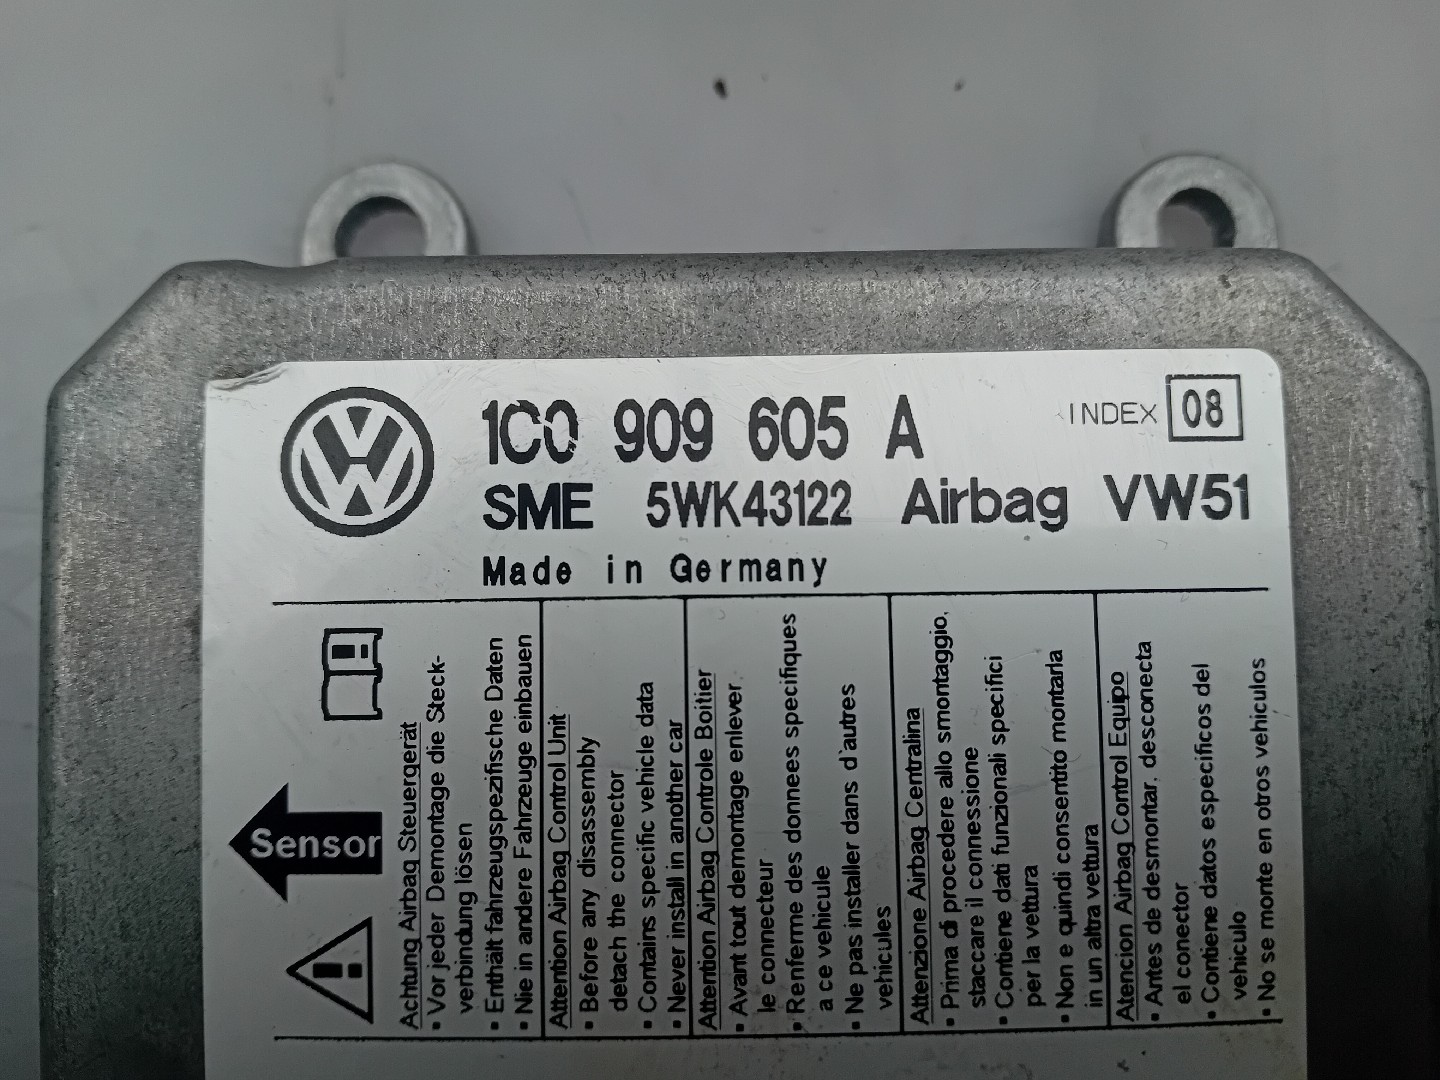 1C0 909 605 A
INDEX 08
SME 5WK43122 Airbag VW51
Made in Germany
Sensor
Achtung Airbag Steuergerät
• Vor jeder Demontage die Steck-
verbindung lösen
• Enthält fahrzeugspezifische Daten
• Nie in andere Fahrzeuge einbauen
Attention Airbag Control Unit
• Before any disassembly
detach the connector
• Contains specific vehicle data
• Never install in another car
Attention Airbag Controle Boitier
• Avant tout demontage enlever
le connecteur
• Renferme des donnees specifiques
a ce vehicule
• Ne pas installer dans d`autres
vehicules
Attenzione Airbag Centralina
• Prima di procedere allo smontaggio,
staccare il connessione
• Contiene dati funzionali specifici
per la vettura
• Non e quindi consentito montarla
in un altra vettura
Atencion Airbag Control Equipo
• Antes de desmontar, desconecta
el conector
• Contiene datos especificos del
vehiculo
• No se monte en otros vehiculos